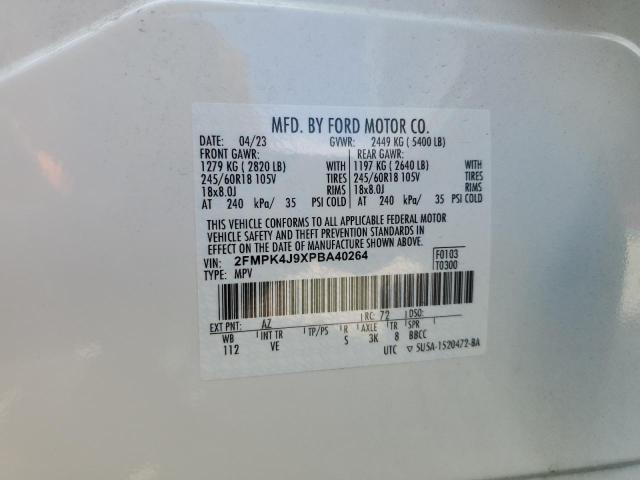 MFD. BY FORD MOTOR CO.
DATE: 04/23 GVWR: 2449 KG ( 5400 LB)
FRONT GAWR: REAR GAWR:
1279 KG ( 2820 LB) 1197 KG ( 2640 LB)
WITH TIRES WITH TIRES
245/60R18 105V 245/60R18 105V
RIMS RIMS
18x8.0J 18x8.0J
AT 240 kPa/ 35 PSI COLD AT 240 kPa/ 35 PSI COLD
THIS VEHICLE CONFORMS TO ALL APPLICABLE FEDERAL MOTOR
VEHICLE SAFETY AND THEFT PREVENTION STANDARDS IN
EFFECT ON THE DATE OF MANUFACTURE SHOWN ABOVE.
VIN: 2FMPK4J9XPBA40264 F0103
TYPE: MPV T0300
EXT PNT: AZ RC: 72 DSO:
WB INT TR TP/PS R AXLE TR SPR
112 VE S 3K 8 BBCC
UTC ▽ 5U5A-1520472-BA